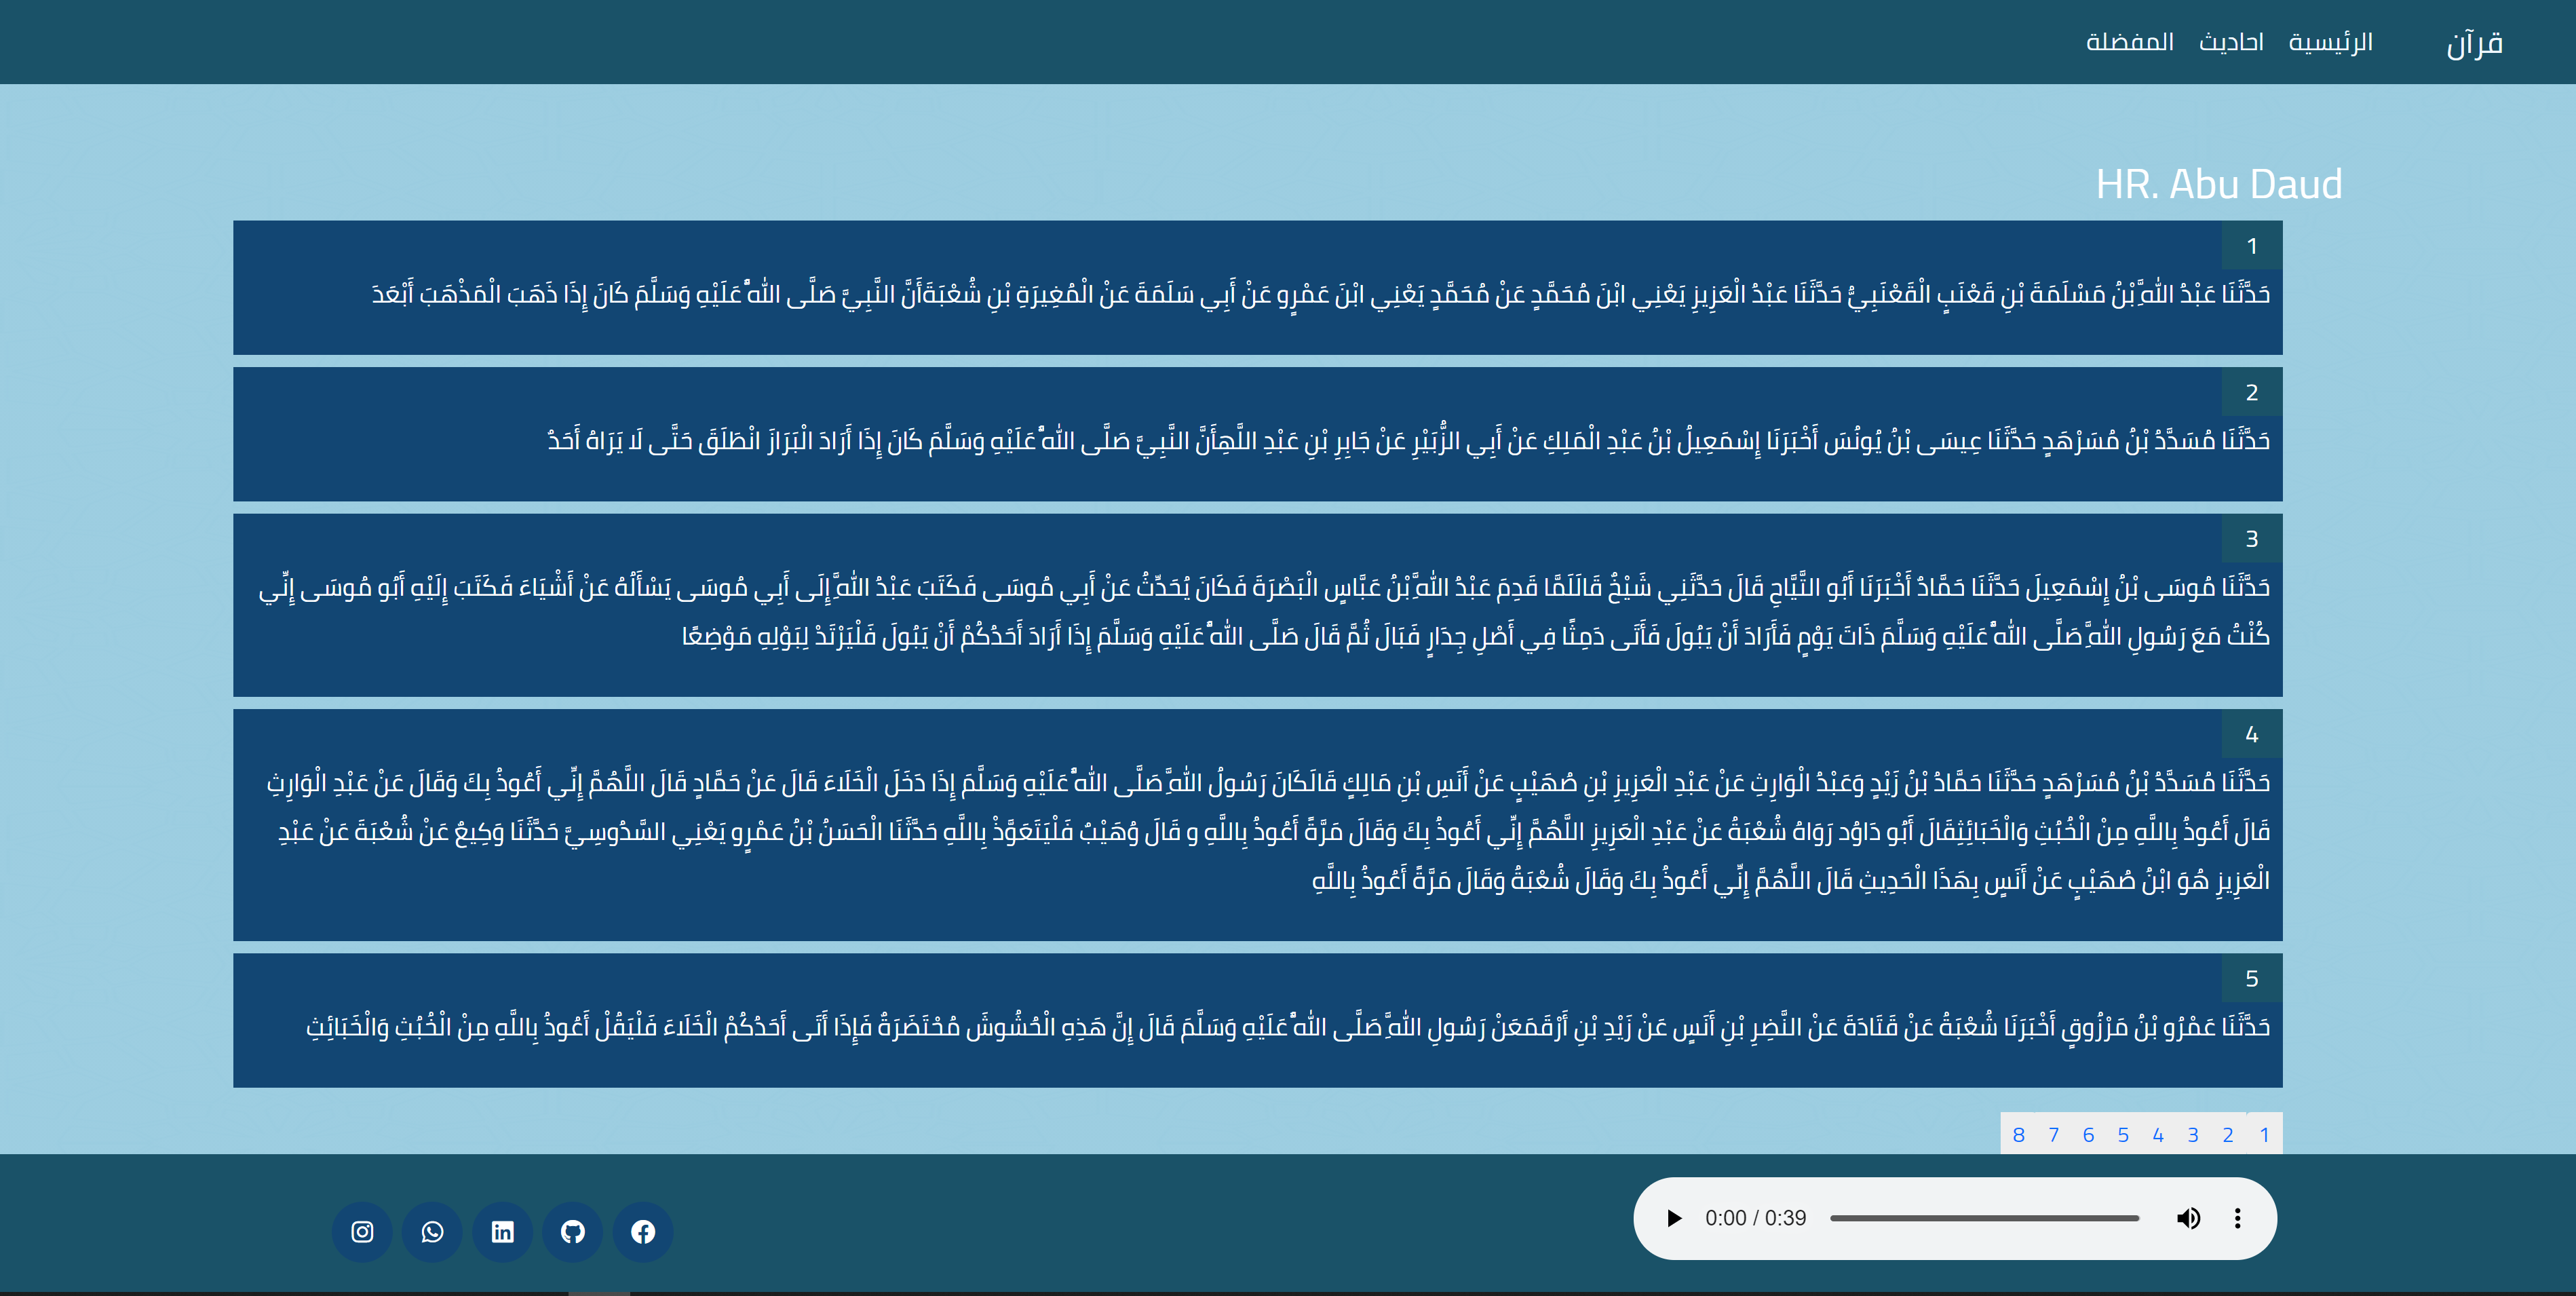 قرآن
الرئيسية
احاديث
المفضلة
HR. Abu Daud
1
حَدَّثَنَا عَبْدُ اللَّهِ بْنُ مَسْلَمَةَ بْنِ قَعْنَبٍ الْقَعْنَبِيُّ حَدَّثَنَا عَبْدُ الْعَزِيزِ يَعْنِي ابْنَ مُحَمَّدٍ عَنْ مُحَمَّدٍ يَعْنِي ابْنَ عَمْرٍو عَنْ أَبِي سَلَمَةَ عَنْ الْمُغِيرَةِ بْنِ شُعْبَةَأَنَّ النَّبِيَّ صَلَّى اللَّهُ عَلَيْهِ وَسَلَّمَ كَانَ إِذَا ذَهَبَ الْمَذْهَبَ أَبْعَدَ
2
حَدَّثَنَا مُسَدَّدُ بْنُ مُسَرْهَدٍ حَدَّثَنَا عِيسَى بْنُ يُونُسَ أَخْبَرَنَا إِسْمَعِيلُ بْنُ عَبْدِ الْمَلِكِ عَنْ أَبِي الزُّبَيْرِ عَنْ جَابِرِ بْنِ عَبْدِ اللَّهِأَنَّ النَّبِيَّ صَلَّى اللَّهُ عَلَيْهِ وَسَلَّمَ كَانَ إِذَا أَرَادَ الْبَرَازَ انْطَلَقَ حَتَّى لَا يَرَاهُ أَحَدٌ
3
حَدَّثَنَا مُوسَى بْنُ إِسْمَعِيلَ حَدَّثَنَا حَمَّادٌ أَخْبَرَنَا أَبُو التَّيَّاحِ قَالَ حَدَّثَنِي شَيْخٌ قَالَلَمَّا قَدِمَ عَبْدُ اللَّهِ بْنُ عَبَّاسٍ الْبَصْرَةَ فَكَانَ يُحَدِّثُ عَنْ أَبِي مُوسَى فَكَتَبَ عَبْدُ اللَّهِ إِلَى أَبِي مُوسَى يَسْأَلُهُ عَنْ أَشْيَاءَ فَكَتَبَ إِلَيْهِ أَبُو مُوسَى إِنِّي
كُنْتُ مَعَ رَسُولِ اللَّهِ صَلَّى اللَّهُ عَلَيْهِ وَسَلَّمَ ذَاتَ يَوْمٍ فَأَرَادَ أَنْ يَبُولَ فَأَتَى دَمِثًا فِي أَصْلِ جِدَارٍ فَبَالَ ثُمَّ قَالَ صَلَّى اللَّهُ عَلَيْهِ وَسَلَّمَ إِذَا أَرَادَ أَحَدُكُمْ أَنْ يَبُولَ فَلْيَرْتَدْ لِبَوْلِهِ مَوْضِعًا
4
حَدَّثَنَا مُسَدَّدُ بْنُ مُسَرْهَدٍ حَدَّثَنَا حَمَّادُ بْنُ زَيْدٍ وَعَبْدُ الْوَارِثِ عَنْ عَبْدِ الْعَزِيزِ بْنِ صُهَيْبٍ عَنْ أَنَسِ بْنِ مَالِكٍ قَالَكَانَ رَسُولُ اللَّهِ صَلَّى اللَّهُ عَلَيْهِ وَسَلَّمَ إِذَا دَخَلَ الْخَلَاءَ قَالَ عَنْ حَمَّادٍ قَالَ اللَّهُمَّ إِنِّي أَعُوذُ بِكَ وَقَالَ عَنْ عَبْدِ الْوَارِثِ
قَالَ أَعُوذُ بِاللَّهِ مِنْ الْخُبُثِ وَالْخَبَائِثِقَالَ أَبُو دَاوُد رَوَاهُ شُعْبَةُ عَنْ عَبْدِ الْعَزِيزِ اللَّهُمَّ إِنِّي أَعُوذُ بِكَ وَقَالَ مَرَّةً أَعُوذُ بِاللَّهِ و قَالَ وُهَيْبٌ فَلْيَتَعَوَّذْ بِاللَّهِ حَدَّثَنَا الْحَسَنُ بْنُ عَمْرٍو يَعْنِي السَّدُوسِيَّ حَدَّثَنَا وَكِيعٌ عَنْ شُعْبَةَ عَنْ عَبْدِ
الْعَزِيزِ هُوَ ابْنُ صُهَيْبٍ عَنْ أَنَسٍ بِهَذَا الْحَدِيثِ قَالَ اللَّهُمَّ إِنِّي أَعُوذُ بِكَ وَقَالَ شُعْبَةُ وَقَالَ مَرَّةً أَعُوذُ بِاللَّهِ
5
حَدَّثَنَا عَمْرُو بْنُ مَرْزُوقٍ أَخْبَرَنَا شُعْبَةُ عَنْ قَتَادَةَ عَنْ النَّضِرِ بْنِ أَنَسٍ عَنْ زَيْدِ بْنِ أَرْقَمَعَنْ رَسُولِ اللَّهِ صَلَّى اللَّهُ عَلَيْهِ وَسَلَّمَ قَالَ إِنَّ هَذِهِ الْحُشُوشَ مُحْتَضَرَةٌ فَإِذَا أَتَى أَحَدُكُمْ الْخَلَاءَ فَلْيَقُلْ أَعُوذُ بِاللَّهِ مِنْ الْخُبُثِ وَالْخَبَائِثِ
1 2 3 4 5 6 7 8
0:00 / 0:39